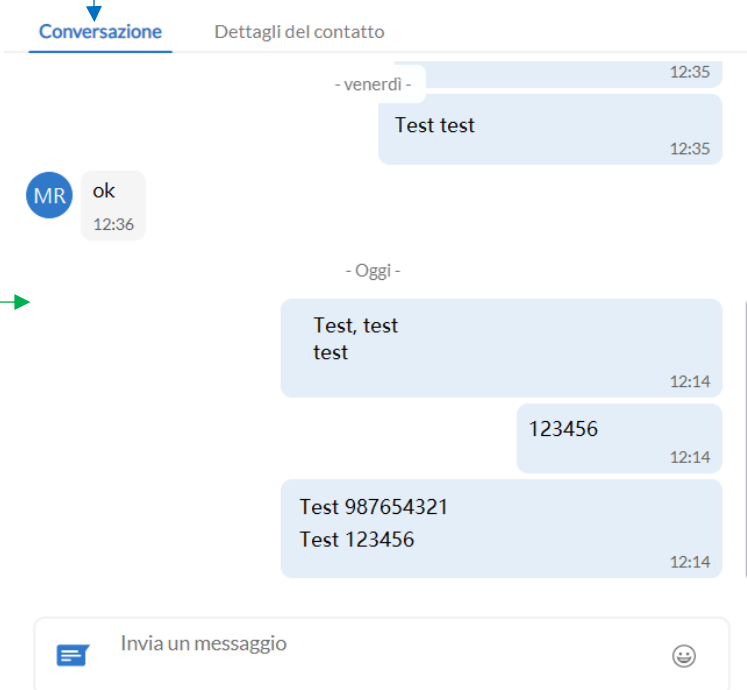 Conversazione
Dettagli del contatto
12:35
- venerdì -
Test test
12:35
MR
ok
12:36
- Oggi -
Test, test
test
12:14
123456
12:14
Test 987654321
Test 123456
12:14
Invia un messaggio